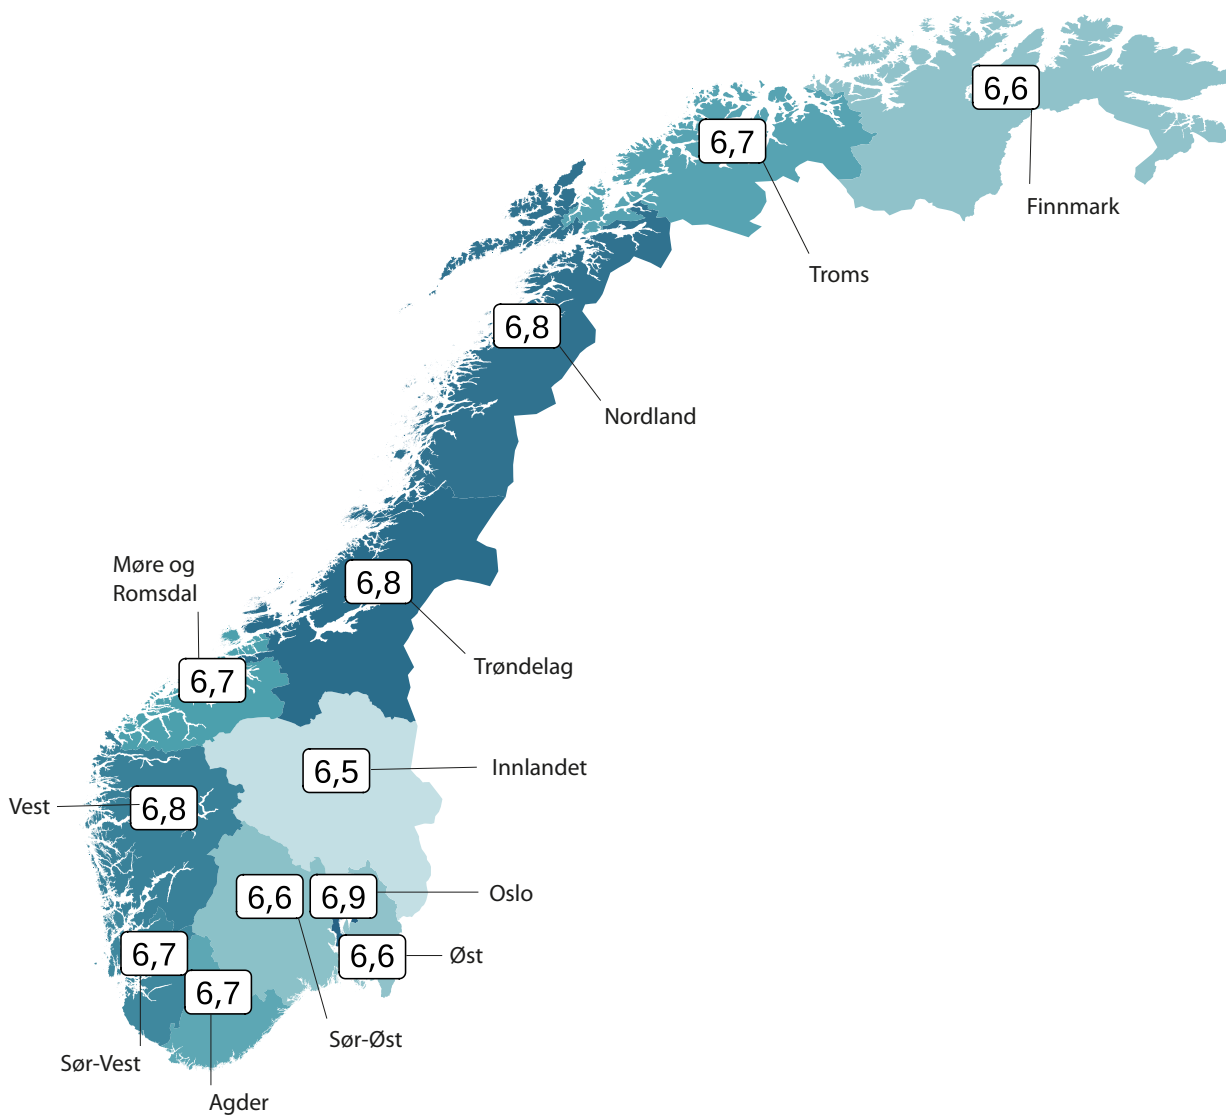 6,6
Finnmark
6,7
Troms
6,8
Nordland
Møre og
Romsdal
6,8
Trøndelag
6,7
6,5
Innlandet
Vest
6,8
6,6
6,9
Oslo
6,7
6,6
Øst
6,7
Sør-Øst
Sør-Vest
Agder